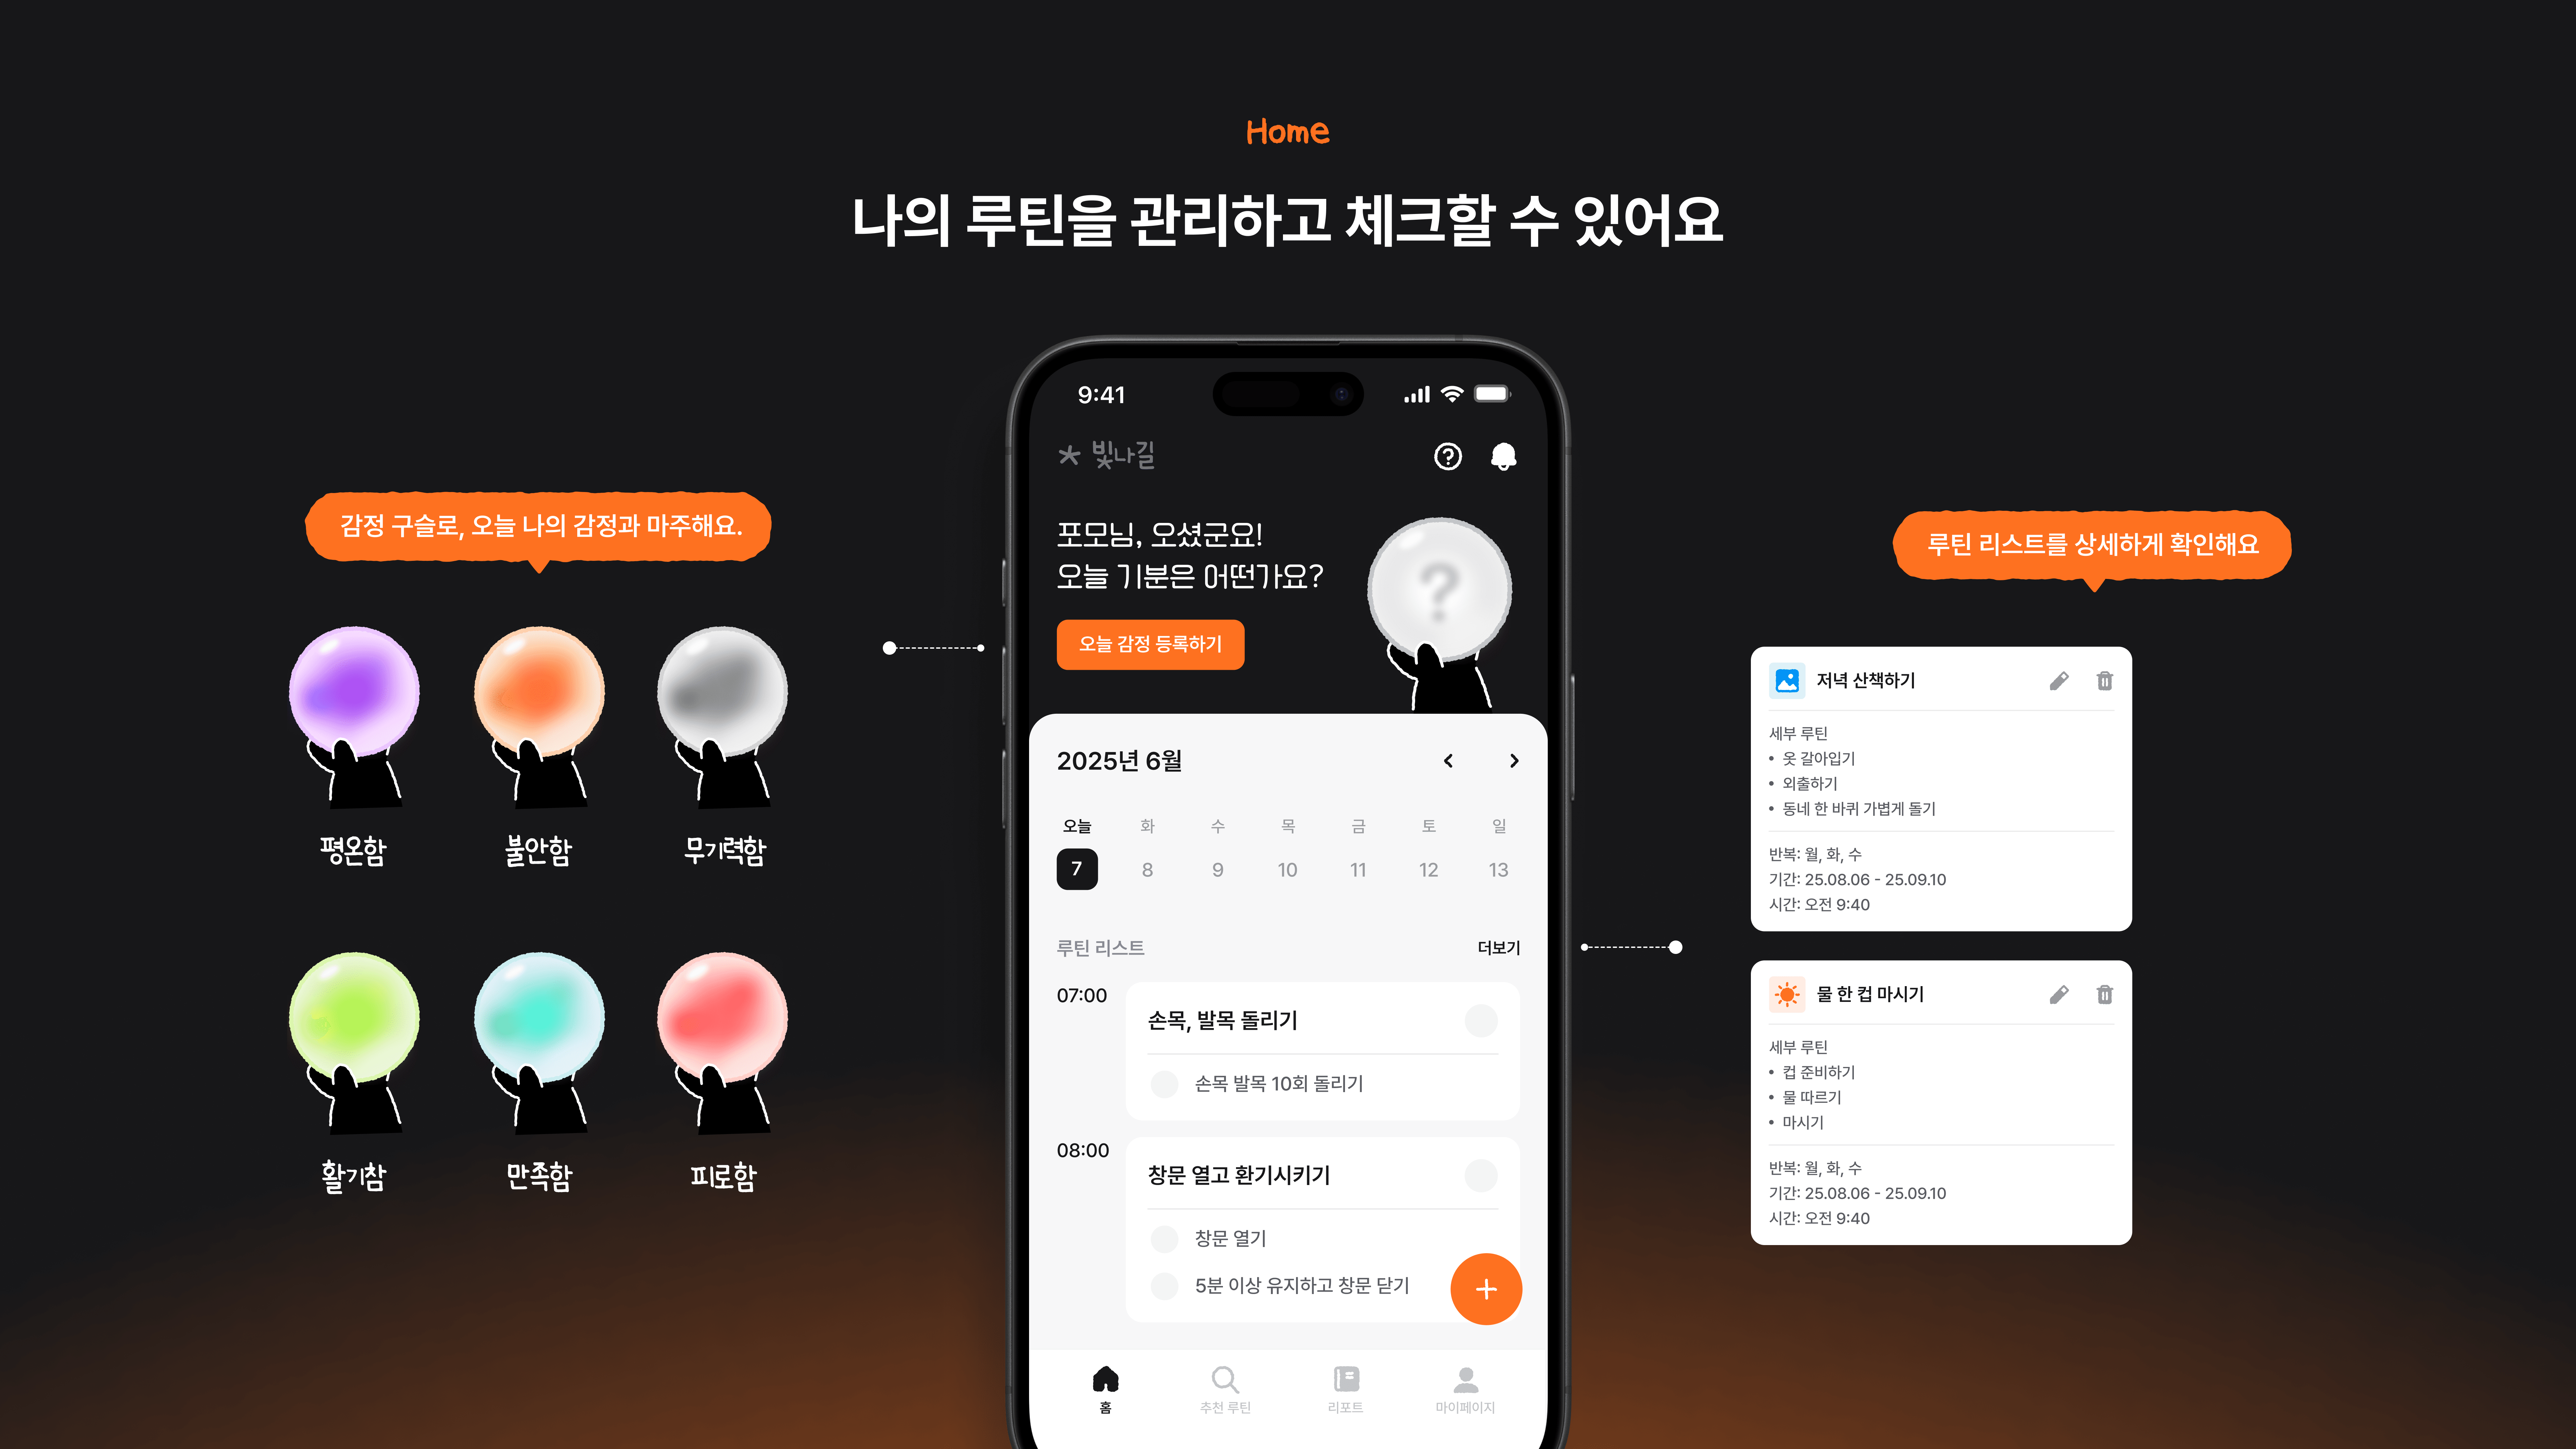 Home
나의 루틴을 관리하고 체크할 수 있어요
감정 구슬로, 오늘 나의 감정과 마주해요.
평온함
불안함
무기력함
활기참
만족함
피로함
9:41
빛나길
포모님, 오셨군요!
오늘 기분은 어떤가요?
?
오늘 감정 등록하기
2025년 6월
오늘 화 수 목 금 토 일
7 8 9 10 11 12 13
루틴 리스트 더보기
07:00
손목, 발목 돌리기
손목 발목 10회 돌리기
08:00
창문 열고 환기시키기
창문 열기
5분 이상 유지하고 창문 닫기
홈 추천 루틴 리포트 마이페이지
루틴 리스트를 상세하게 확인해요
저녁 산책하기
세부 루틴
• 옷 갈아입기
• 외출하기
• 동네 한 바퀴 가볍게 돌기
반복: 월, 화, 수
기간: 25.08.06 - 25.09.10
시간: 오전 9:40
물 한 컵 마시기
세부 루틴
• 컵 준비하기
• 물 따르기
• 마시기
반복: 월, 화, 수
기간: 25.08.06 - 25.09.10
시간: 오전 9:40